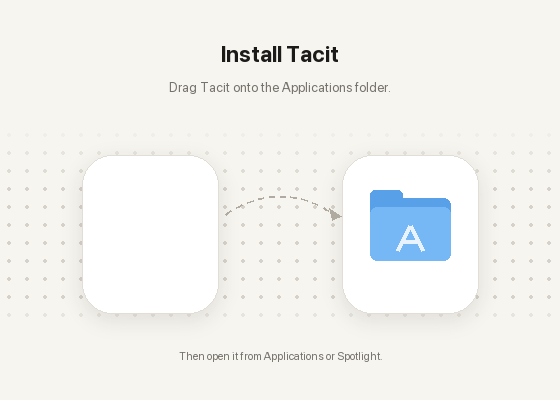 Install Tacit
Drag Tacit onto the Applications folder.
Then open it from Applications or Spotlight.